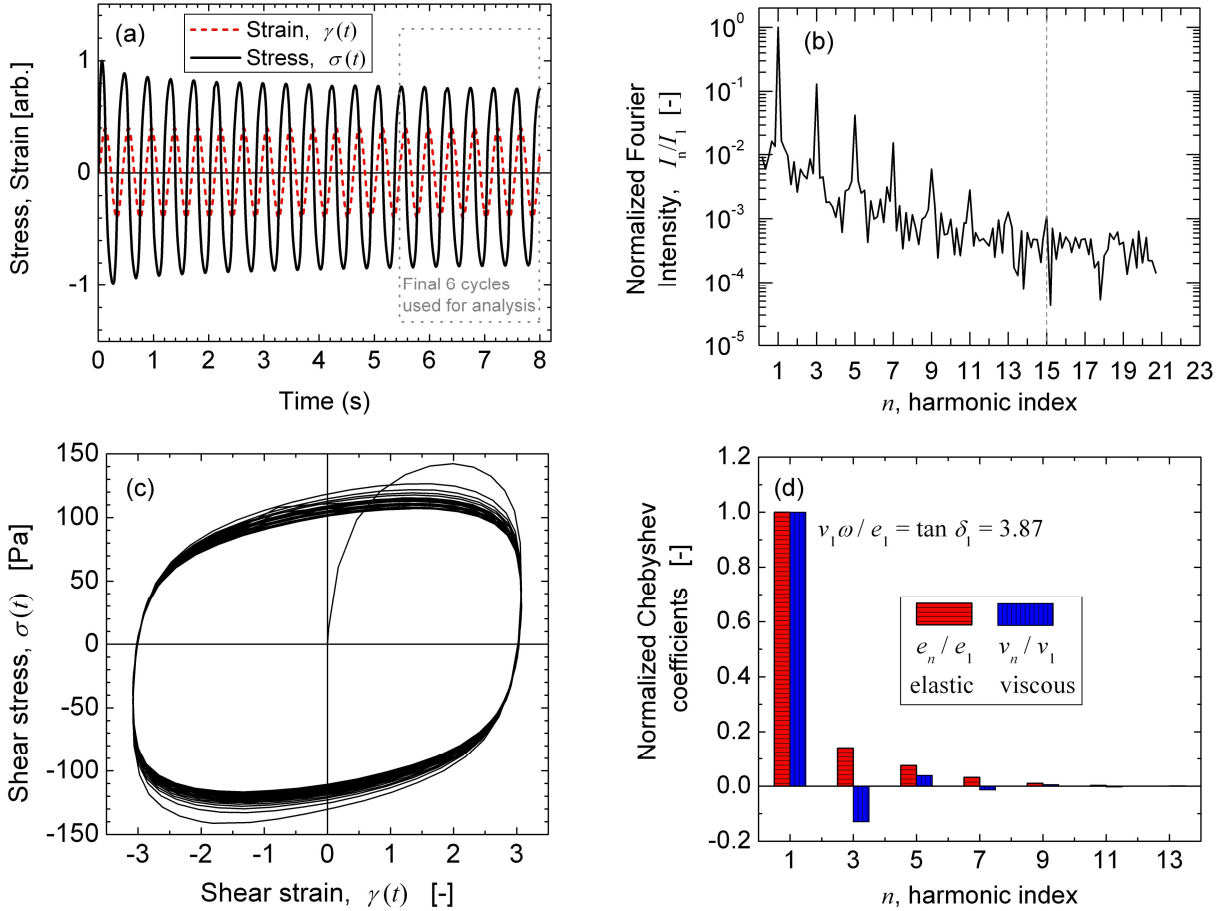 (a)
Strain, γ(t)
Stress, σ(t)
Stress, Strain [arb.]
1
0
-1
Final 6 cycles
used for analysis
0 1 2 3 4 5 6 7 8
Time (s)
(b)
Normalized Fourier
Intensity, I_n/I_1 [-]
10^0
10^-1
10^-2
10^-3
10^-4
10^-5
1 3 5 7 9 11 13 15 17 19 21 23
n, harmonic index
(c)
Shear stress, σ(t) [Pa]
150
100
50
0
-50
-100
-150
-3 -2 -1 0 1 2 3
Shear strain, γ(t) [-]
(d)
v_1ω / e_1 = tan δ_1 = 3.87
Normalized Chebyshev
coefficients [-]
1.2
1.0
0.8
0.6
0.4
0.2
0.0
-0.2
e_n / e_1 v_n / v_1
elastic viscous
1 3 5 7 9 11 13
n, harmonic index